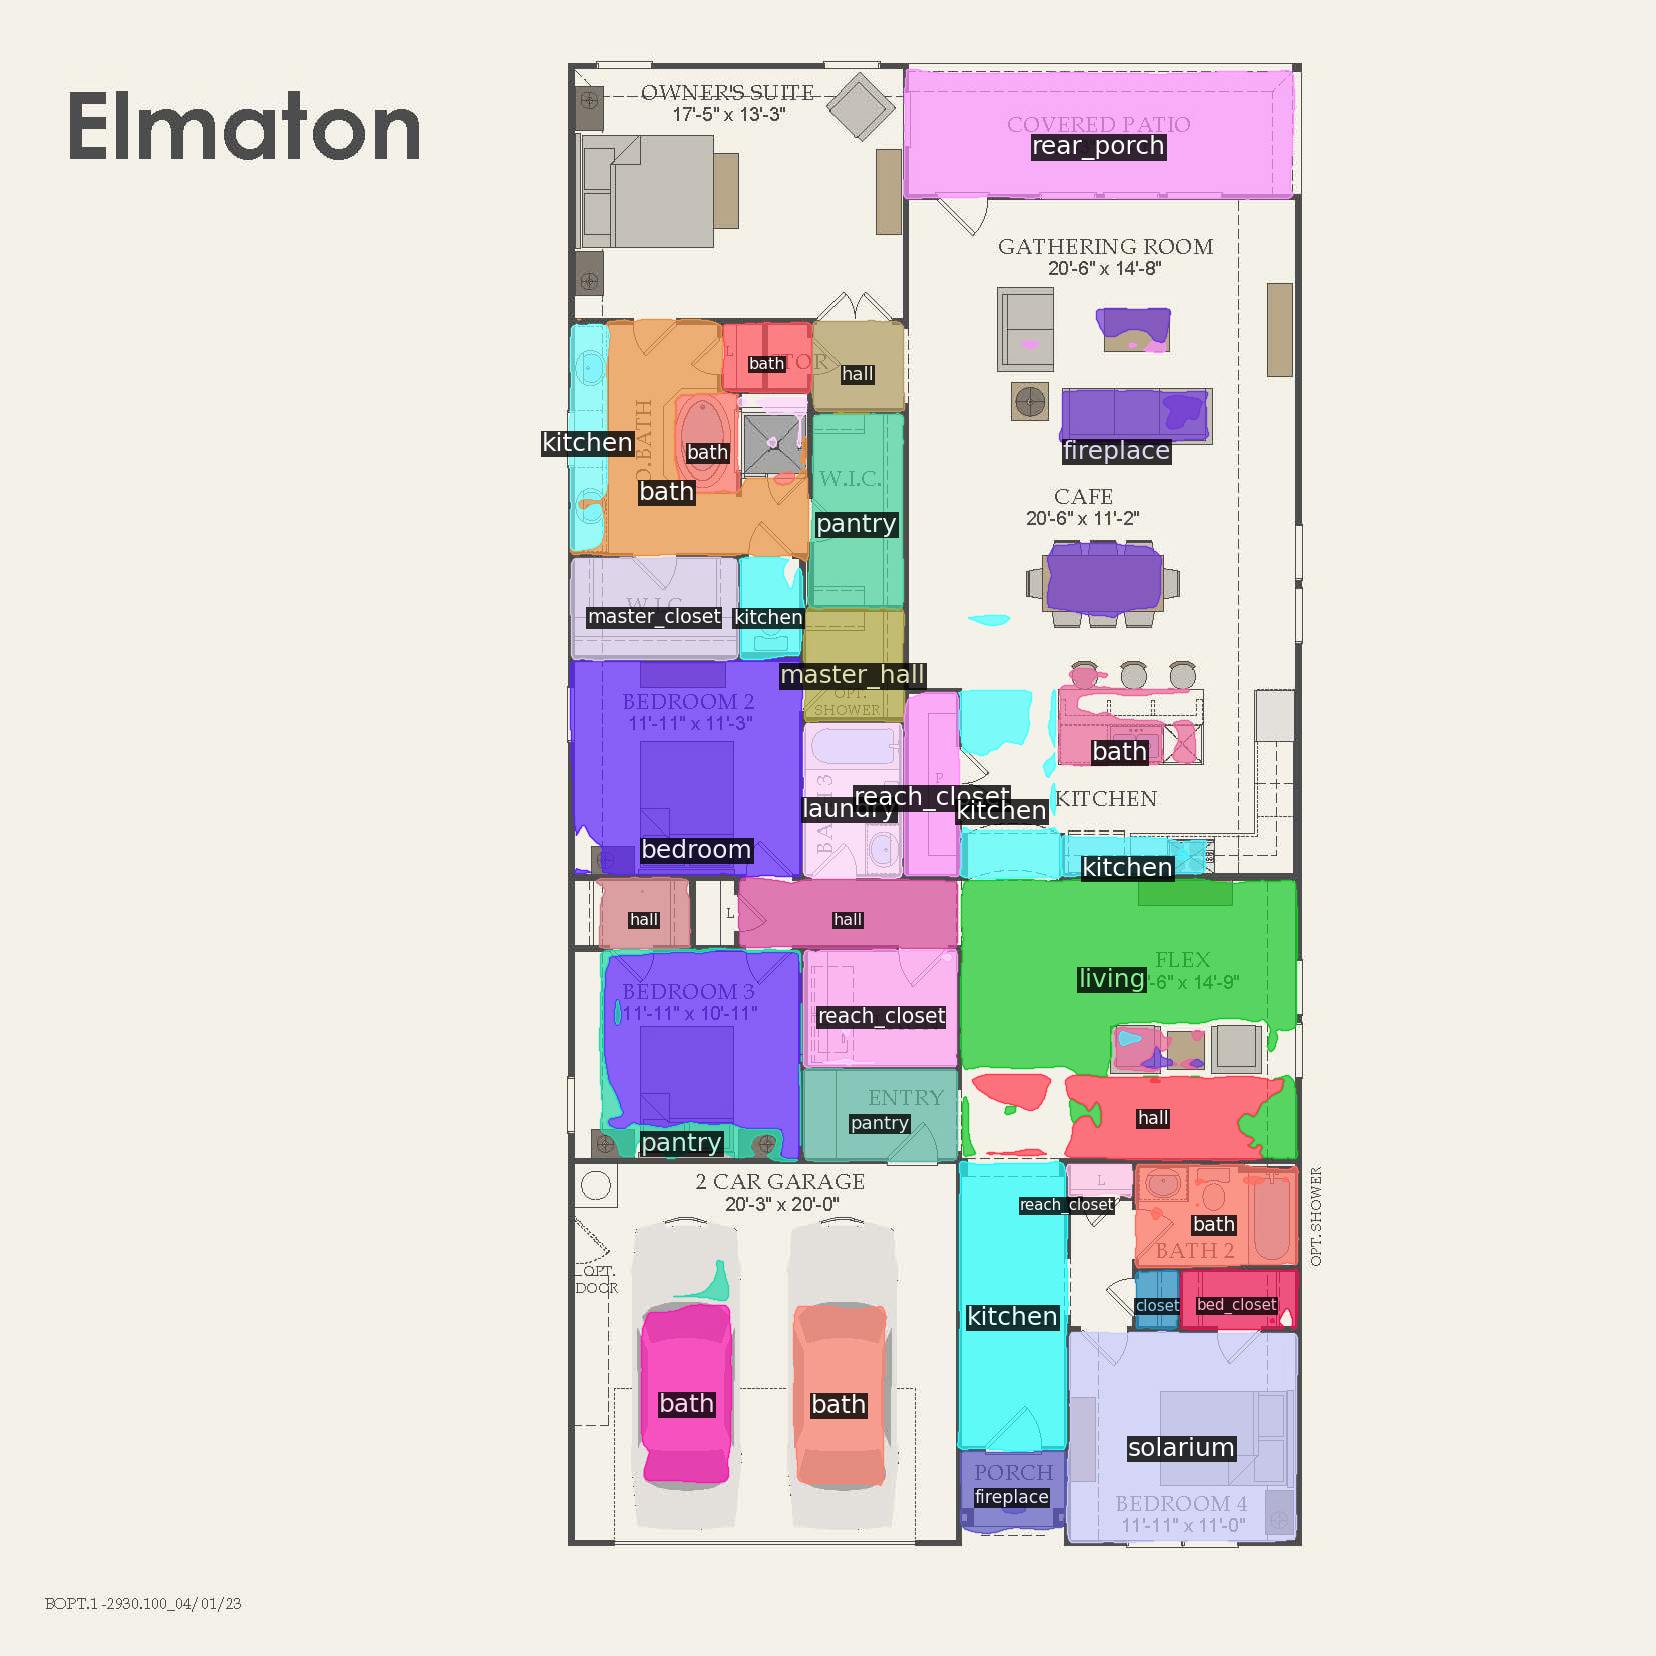 Elmaton
OWNER'S SUITE
17'-5" x 13'-3"
COVERED PATIO
rear_porch
GATHERING ROOM
20'-6" x 14'-8"
L
STOR
bath
hall
kitchen
O.BATH
bath
bath
W.I.C.
pantry
fireplace
CAFE
20'-6" x 11'-2"
W.I.C.
master_closet
kitchen
master_hall
OPT.
SHOWER
BEDROOM 2
11'-11" x 11'-3"
bedroom
BATH 3
laundry
P
reach_closet
kitchen
bath
KITCHEN
kitchen
hall
L
hall
FLEX
living
-6" x 14'-9"
BEDROOM 3
11'-11" x 10'-11"
reach_closet
pantry
ENTRY
pantry
hall
2 CAR GARAGE
20'-3" x 20'-0"
OPT.
DOOR
L
reach_closet
bath
BATH 2
OPT. SHOWER
closet
bed_closet
kitchen
bath
bath
solarium
PORCH
fireplace
BEDROOM 4
11'-11" x 11'-0"
BOPT.1-2930.100_04/01/23